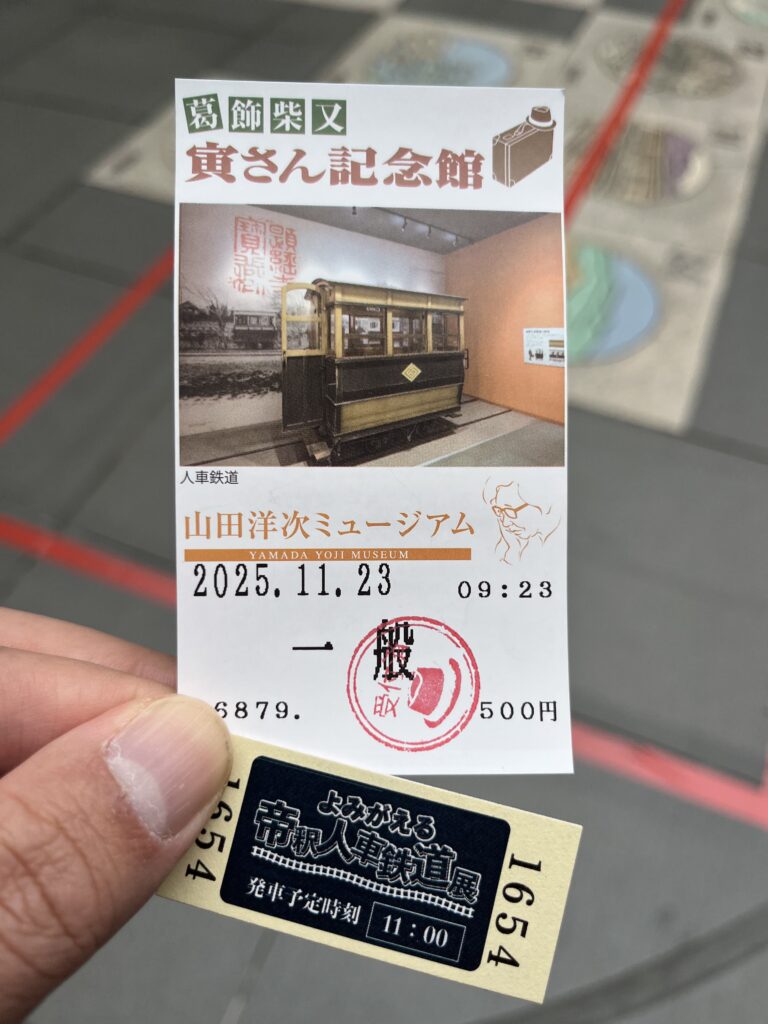 葛飾柴又
寅さん記念館
人車鉄道
山田洋次ミュージアム
YAMADA YOJI MUSEUM
2025.11.23 09:23
一般
6879. 500円
1654
よみがえる
帝釈人車鉄道展
発車予定時刻 11:00
1654